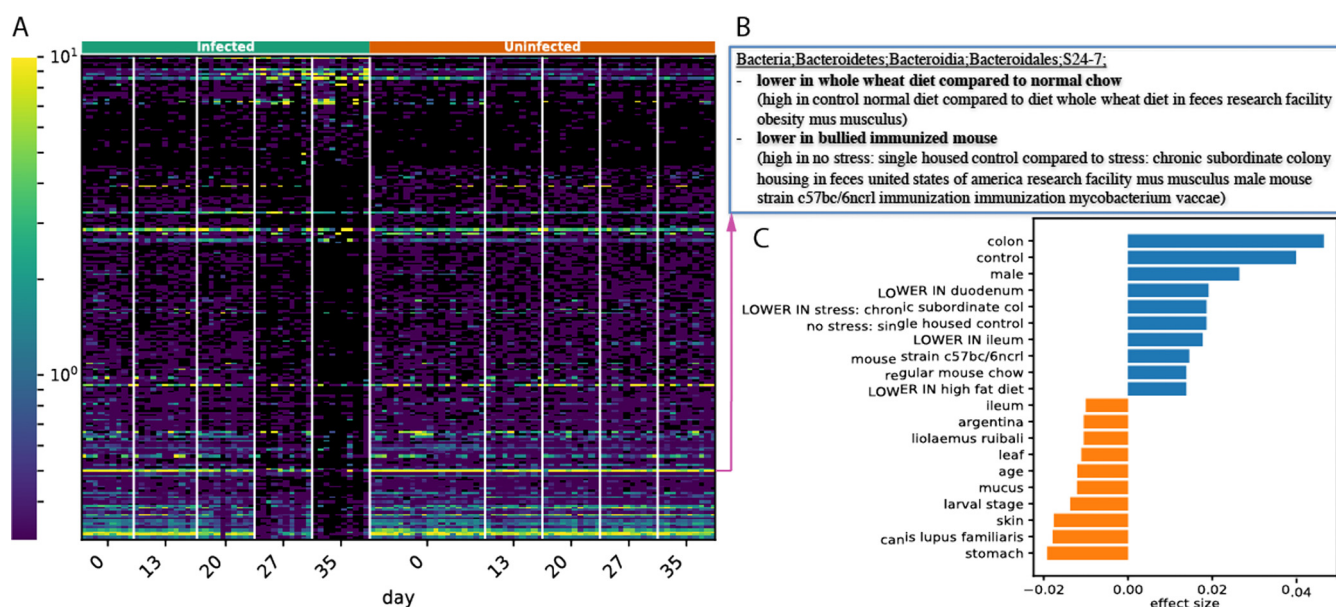 A
B
Infected
Uninfected
10¹
10⁰
0
13
20
27
35
0
13
20
27
35
day
Bacteria;Bacteroidetes;Bacteroidia;Bacteroidales;S24-7;
- lower in whole wheat diet compared to normal chow
(high in control normal diet compared to diet whole wheat diet in feces research facility
obesity mus musculus)
- lower in bullied immunized mouse
(high in no stress: single housed control compared to stress: chronic subordinate colony
housing in feces united states of america research facility mus musculus male mouse
strain c57bc/6ncrl immunization immunization mycobacterium vaccae)
C
colon
control
male
LOWER IN duodenum
LOWER IN stress: chronic subordinate col
no stress: single housed control
LOWER IN ileum
mouse strain c57bc/6ncrl
regular mouse chow
LOWER IN high fat diet
ileum
argentina
liolaemus ruibali
leaf
age
mucus
larval stage
skin
canis lupus familiaris
stomach
−0.02
0.00
0.02
0.04
effect size